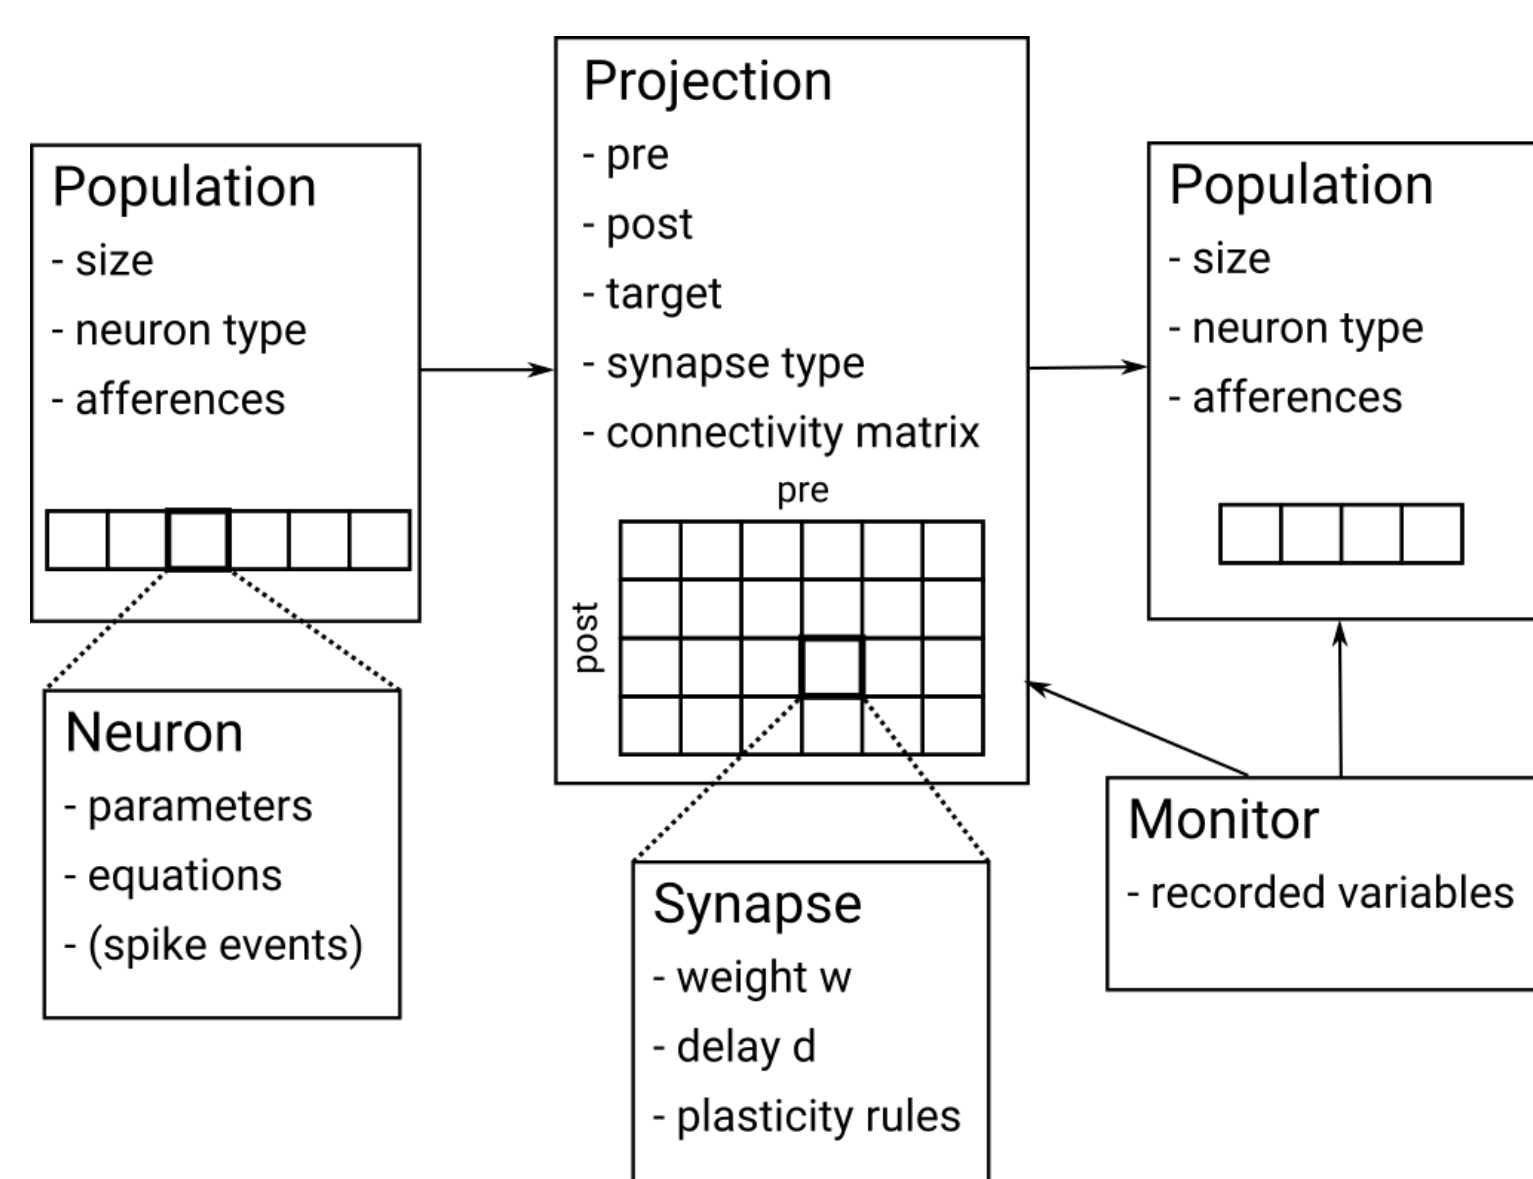 Population
- size
- neuron type
- afferences
Neuron
- parameters
- equations
- (spike events)
Projection
- pre
- post
- target
- synapse type
- connectivity matrix
pre
post
Synapse
- weight w
- delay d
- plasticity rules
Population
- size
- neuron type
- afferences
Monitor
- recorded variables